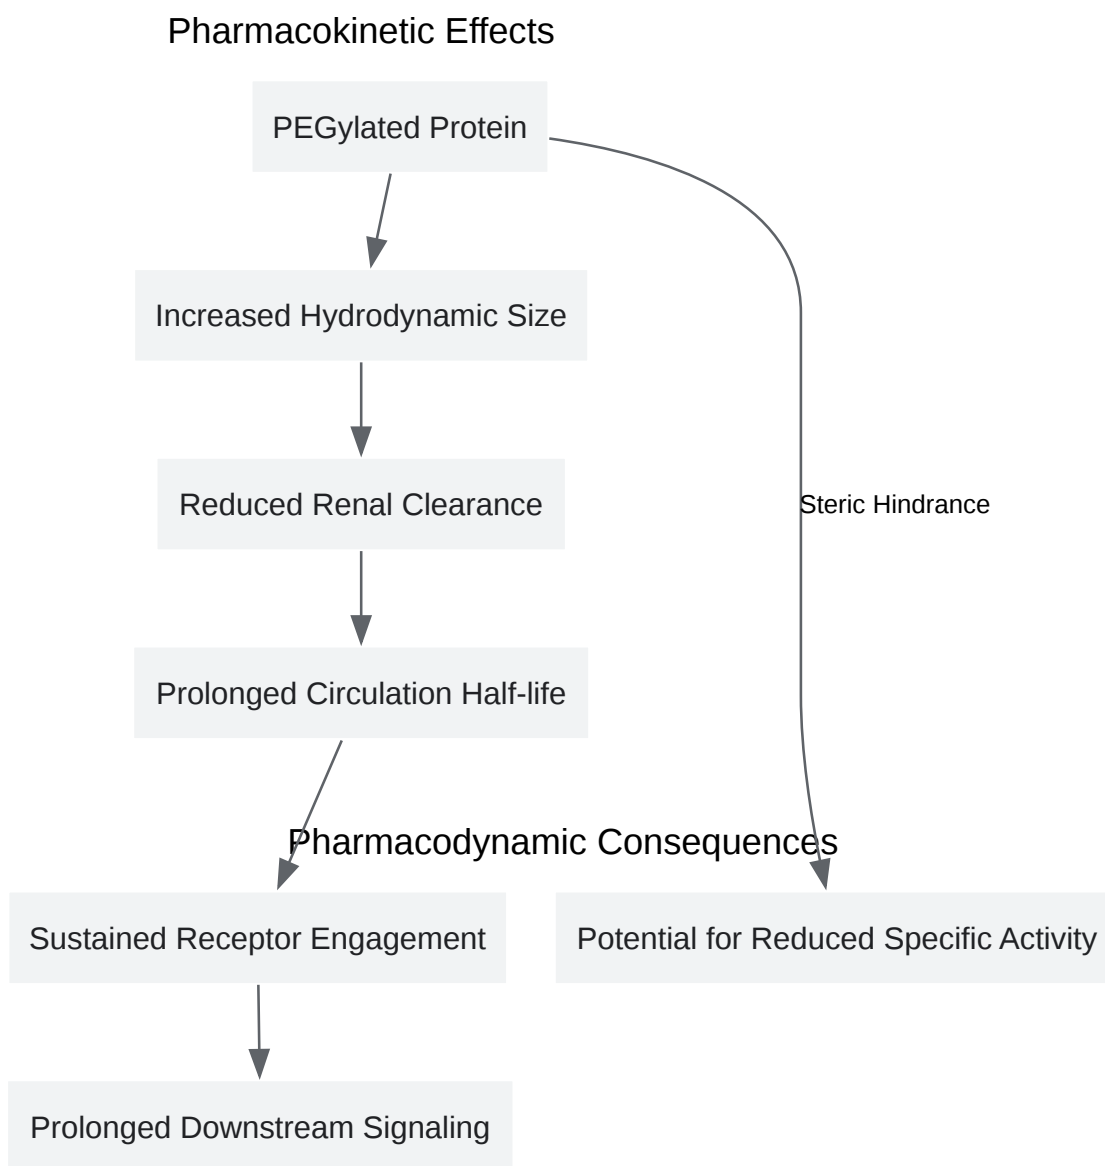 Pharmacokinetic Effects
PEGylated Protein
Increased Hydrodynamic Size
Reduced Renal Clearance
Steric Hindrance
Prolonged Circulation Half-life
Pharmacodynamic Consequences
Sustained Receptor Engagement
Potential for Reduced Specific Activity
Prolonged Downstream Signaling